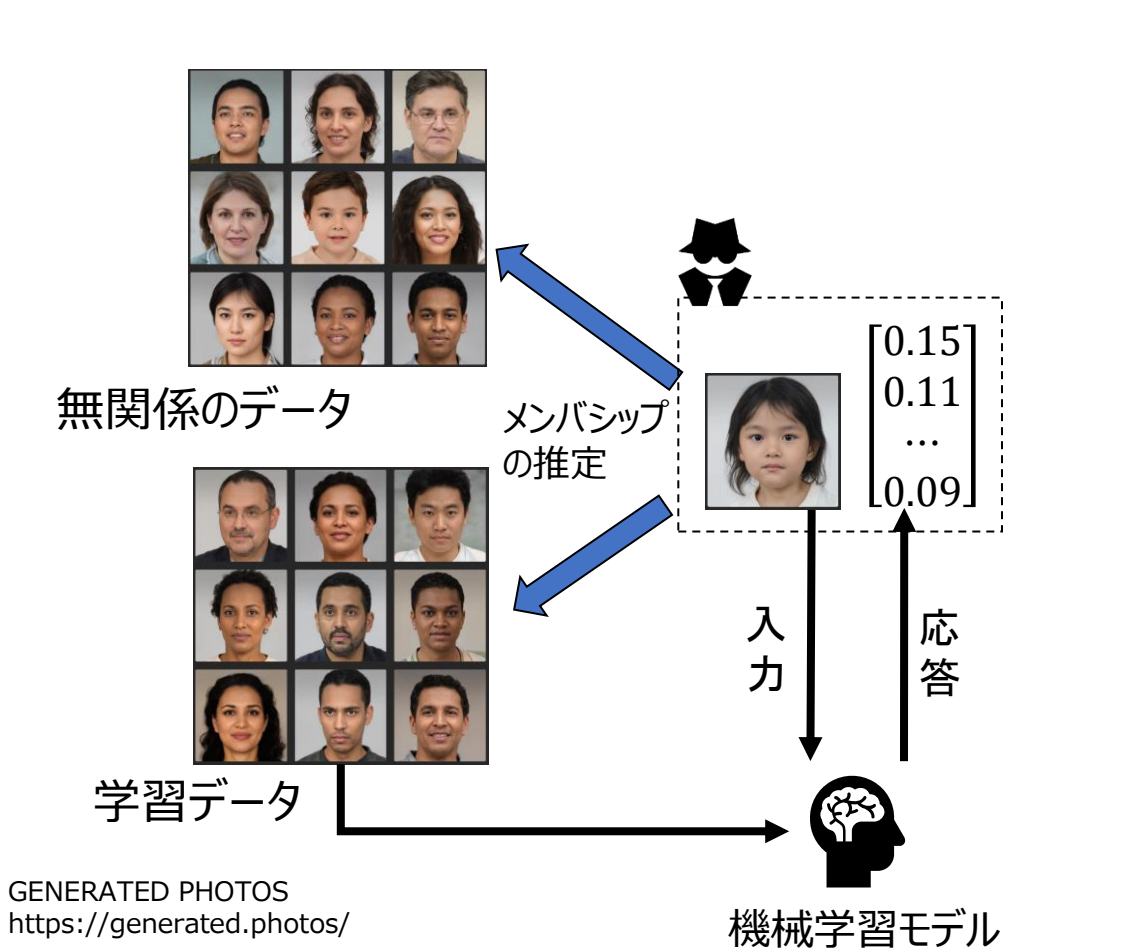 無関係のデータ
メンバシップ
の推定
0.15
0.11
…
0.09
入
力
応
答
学習データ
GENERATED PHOTOS
https://generated.photos/
機械学習モデル